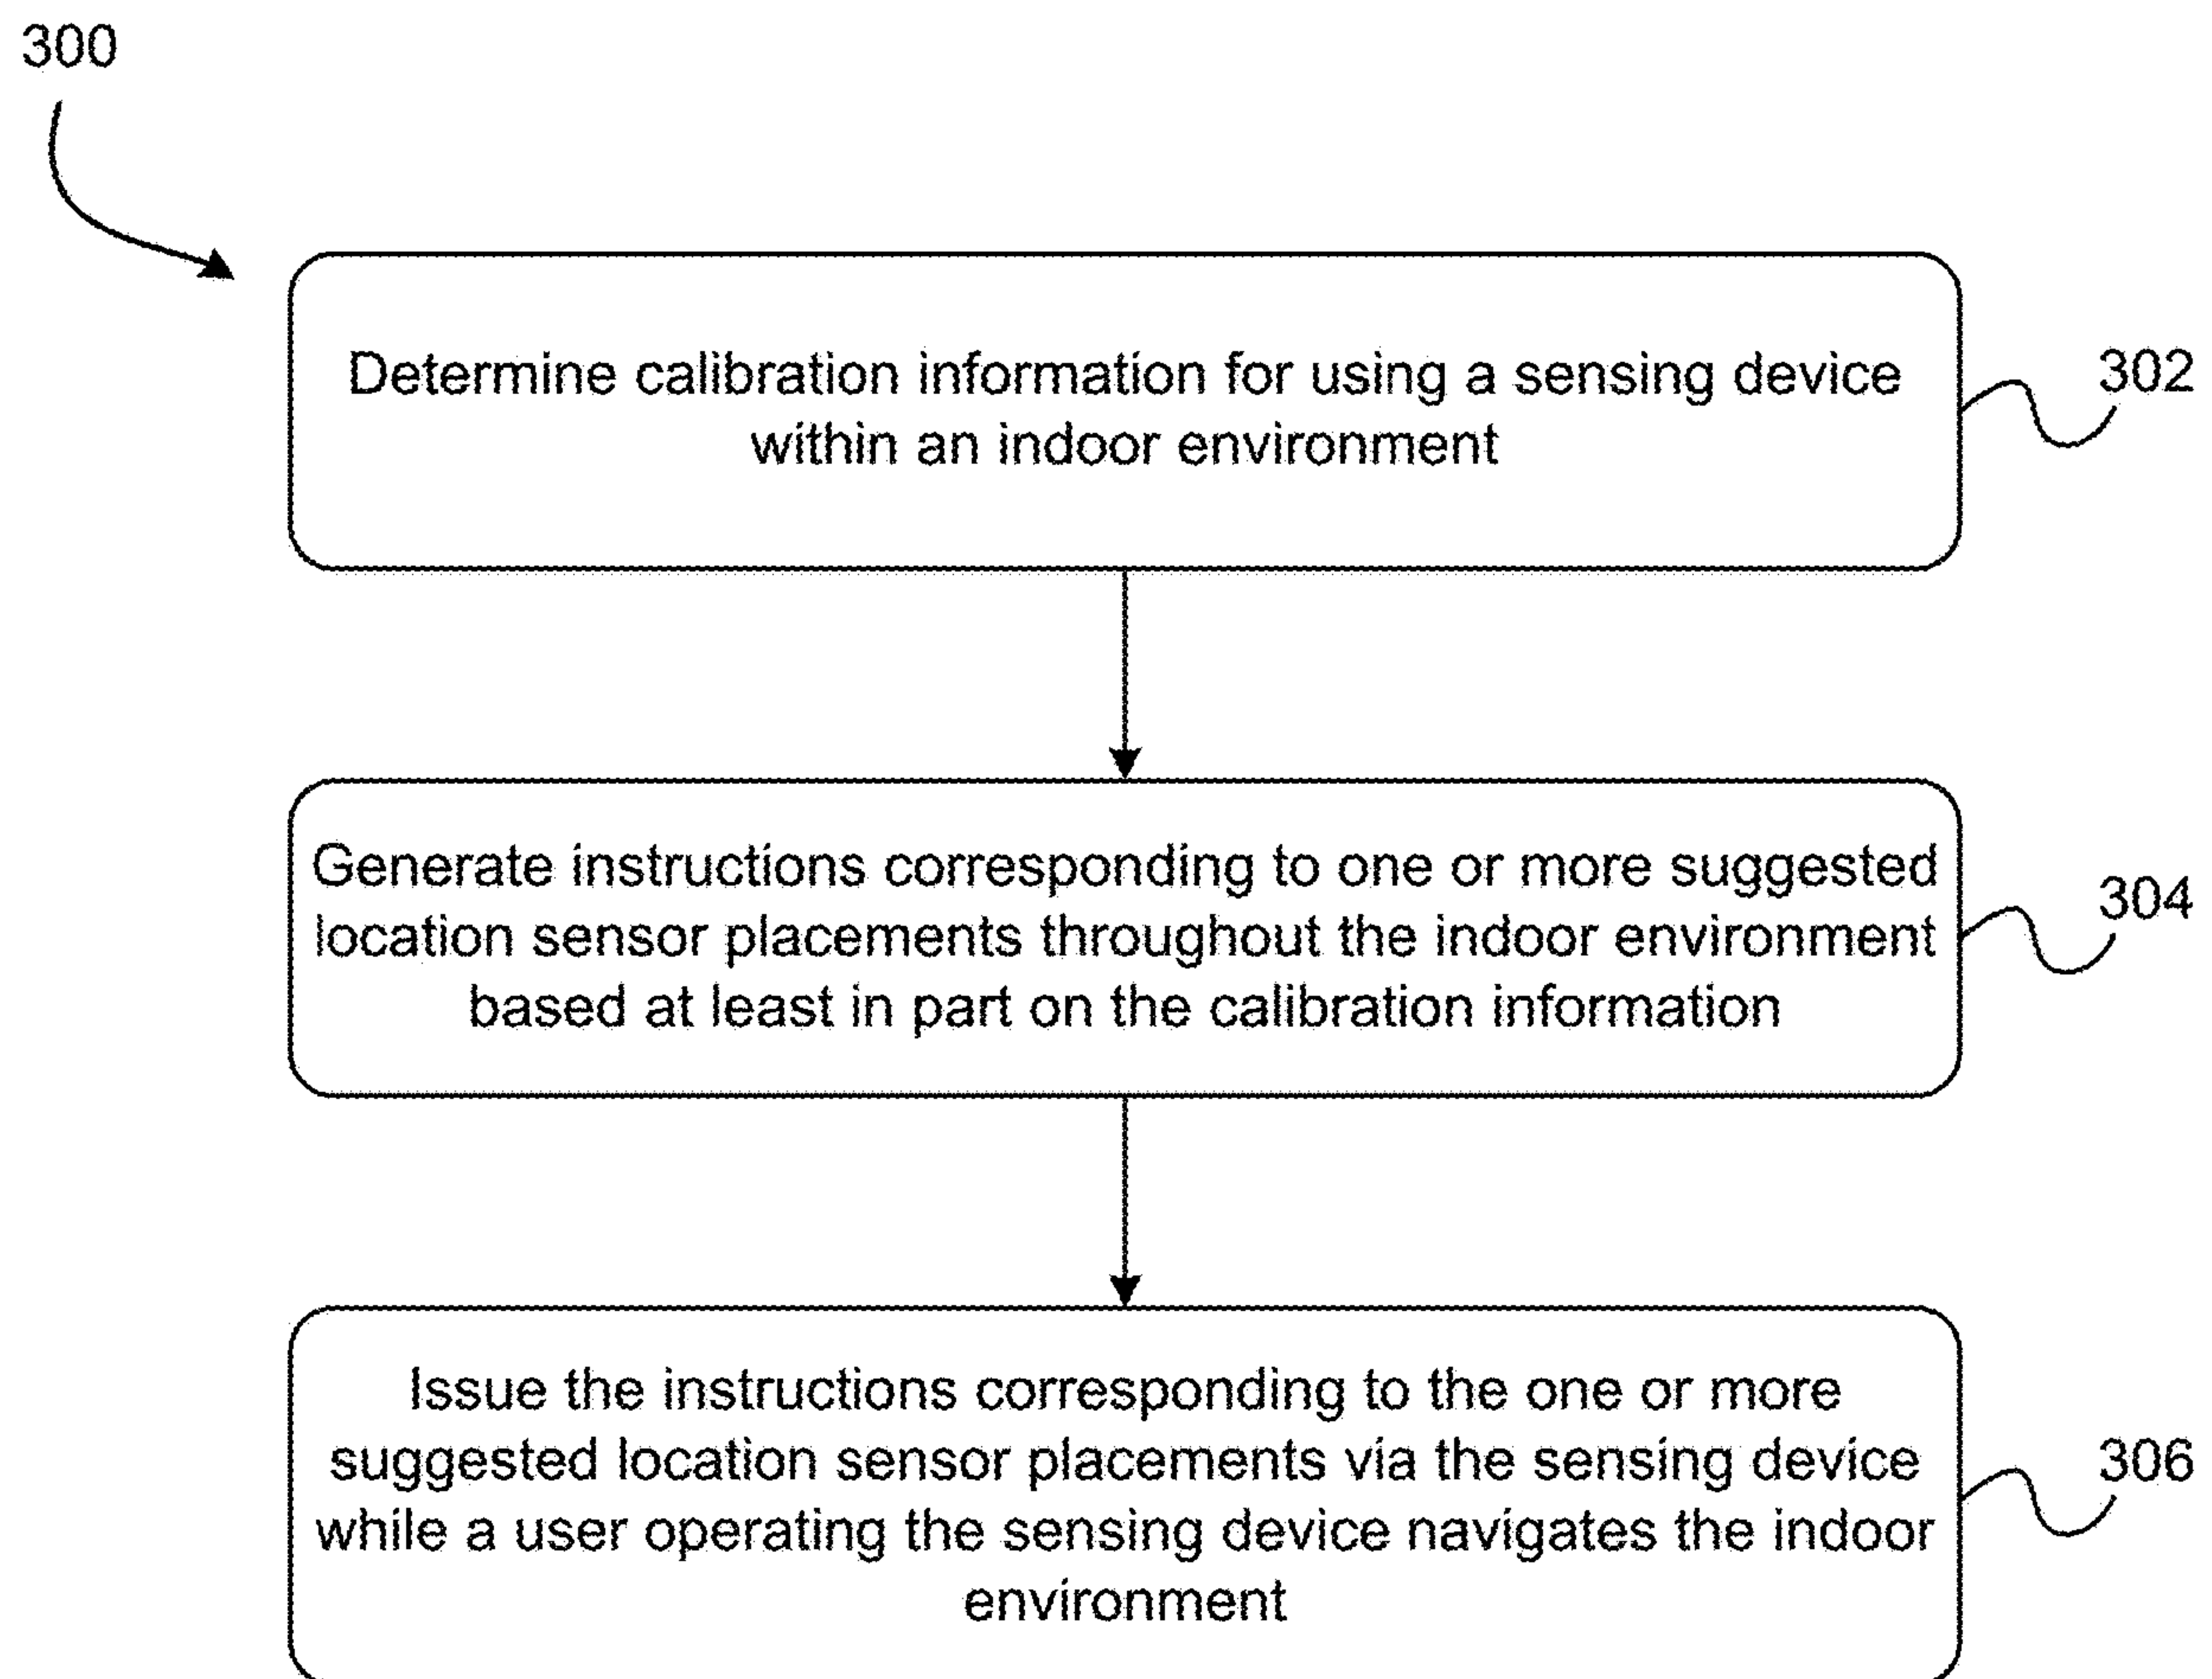 300
Determine calibration information for using a sensing device
within an indoor environment
302
Generate instructions corresponding to one or more suggested
location sensor placements throughout the indoor environment
based at least in part on the calibration information
304
Issue the instructions corresponding to the one or more
suggested location sensor placements via the sensing device
while a user operating the sensing device navigates the indoor
environment
306